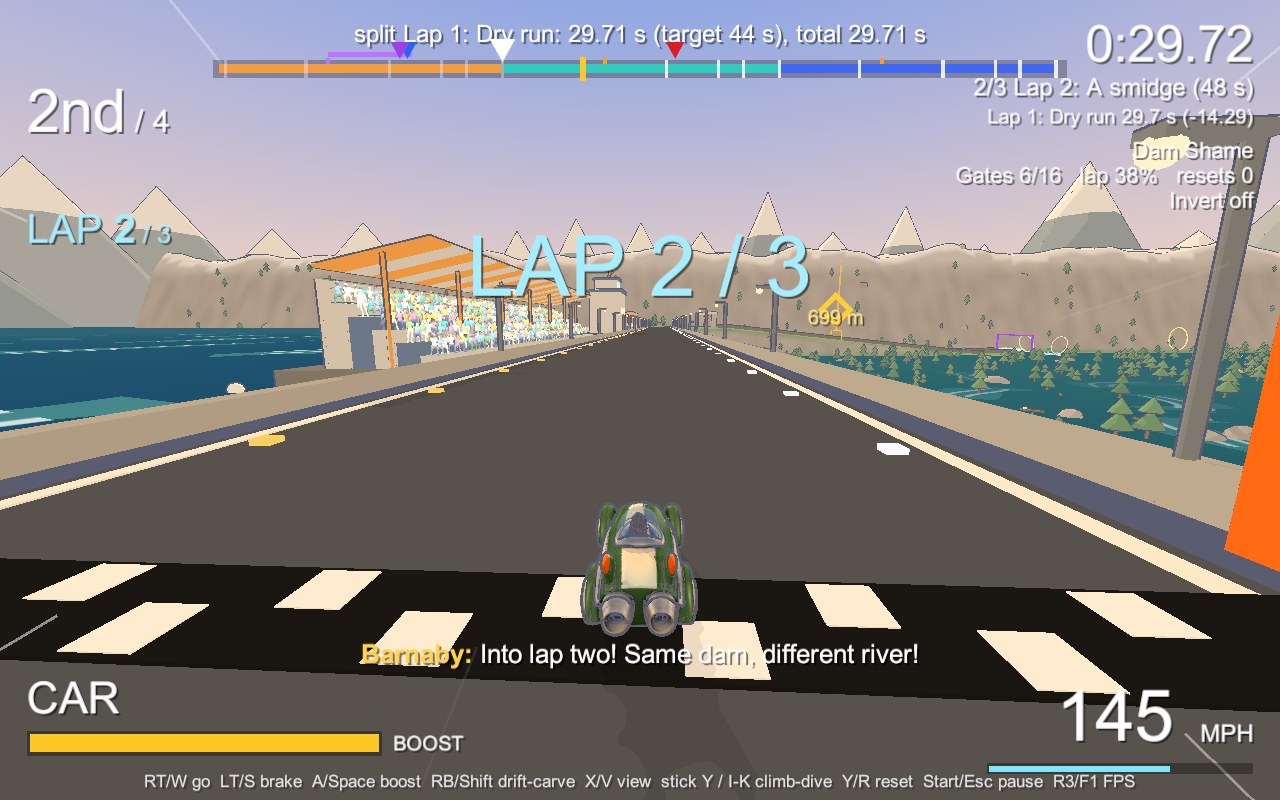 split Lap 1: Dry run: 29.71 s (target 44 s), total 29.71 s
0:29.72
2/3 Lap 2: A smidge (48 s)
Lap 1: Dry run 29.7 s (-14.29)
2nd / 4
Dam Shame
Gates 6/16 lap 38% resets 0
Invert off
LAP 2 / 3
LAP 2 / 3
699 m
Barnaby: Into lap two! Same dam, different river!
CAR
BOOST
145 MPH
RT/W go LT/S brake A/Space boost RB/Shift drift-carve X/V view stick Y / I-K climb-dive Y/R reset Start/Esc pause R3/F1 FPS